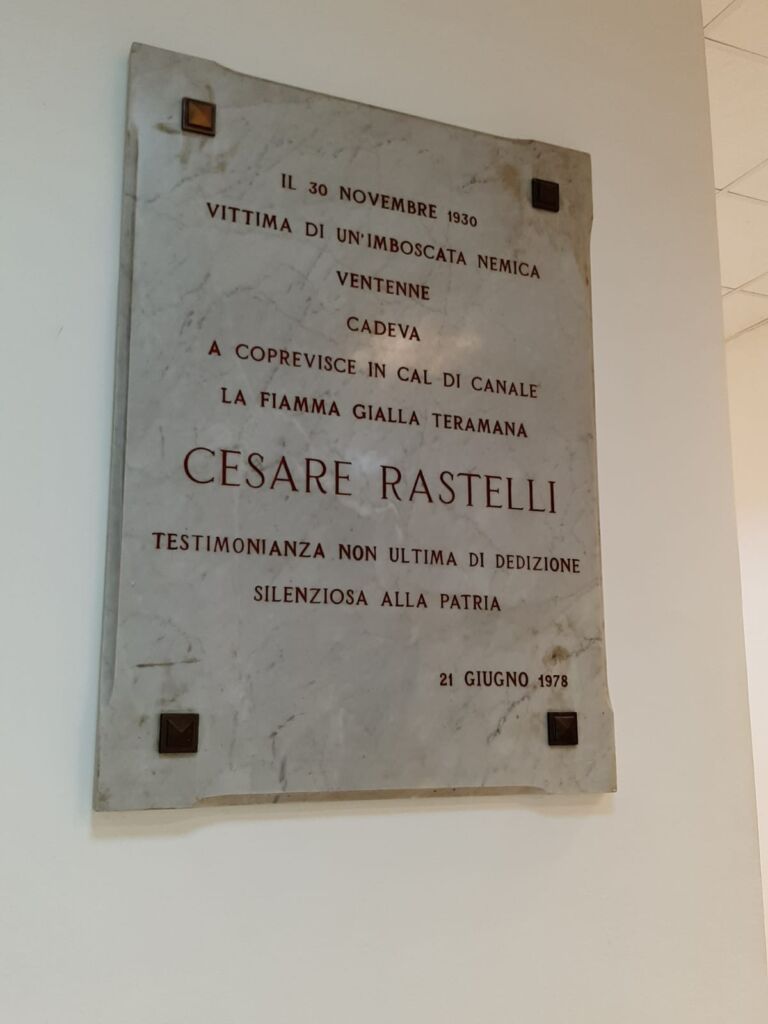 IL 30 NOVEMBRE 1930
VITTIMA DI UN'IMBOSCATA NEMICA
VENTENNE
CADEVA
A COPREVISCE IN CAL DI CANALE
LA FIAMMA GIALLA TERAMANA
CESARE RASTELLI
TESTIMONIANZA NON ULTIMA DI DEDIZIONE
SILENZIOSA ALLA PATRIA
21 GIUGNO 1978